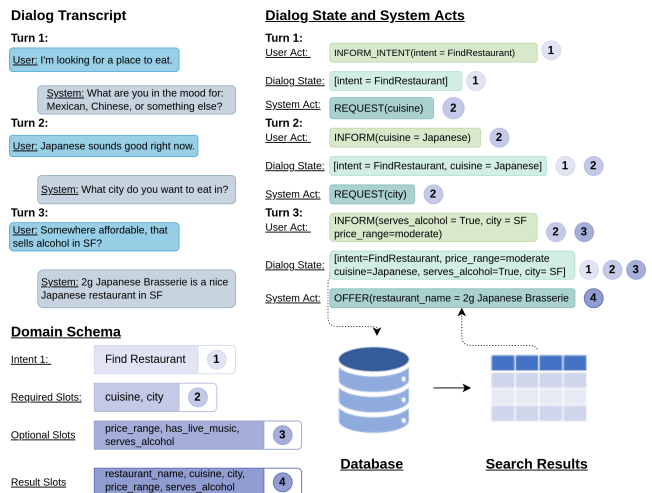 Dialog Transcript
Turn 1:
User: I'm looking for a place to eat.
System: What are you in the mood for:
Mexican, Chinese, or something else?
Turn 2:
User: Japanese sounds good right now.
System: What city do you want to eat in?
Turn 3:
User: Somewhere affordable, that
sells alcohol in SF?
System: 2g Japanese Brasserie is a nice
Japanese restaurant in SF
Dialog State and System Acts
Turn 1:
User Act: INFORM_INTENT(intent = FindRestaurant) 1
Dialog State: [intent = FindRestaurant] 1
System Act: REQUEST(cuisine) 2
Turn 2:
User Act: INFORM(cuisine = Japanese) 2
Dialog State: [intent = FindRestaurant, cuisine = Japanese] 1 2
System Act: REQUEST(city) 2
Turn 3:
User Act: INFORM(serves_alcohol = True, city = SF
price_range=moderate) 2 3
Dialog State: [intent=FindRestaurant, price_range=moderate
cuisine=Japanese, serves_alcohol=True, city= SF] 1 2 3
System Act: OFFER(restaurant_name = 2g Japanese Brasserie 4
Domain Schema
Intent 1: Find Restaurant 1
Required Slots: cuisine, city 2
Optional Slots price_range, has_live_music,
serves_alcohol 3
Result Slots restaurant_name, cuisine, city,
price_range, serves_alcohol 4
Database
Search Results